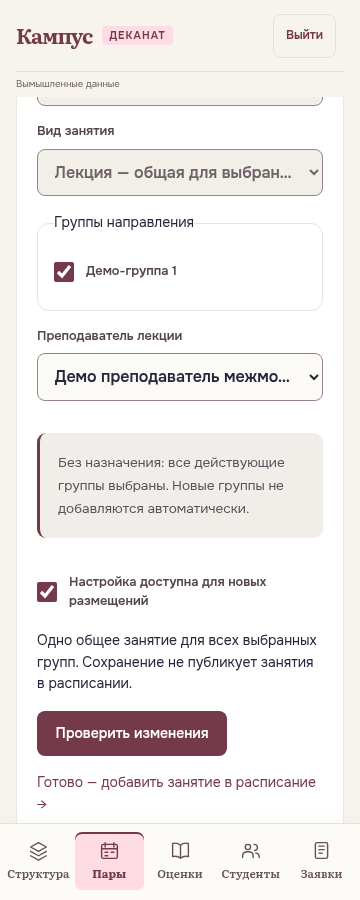 Кампус ДЕКАНАТ Выйти
Вымышленные данные
Вид занятия
Лекция — общая для выбран...
Группы направления
Демо-группа 1
Преподаватель лекции
Демо преподаватель межмо...
Без назначения: все действующие
группы выбраны. Новые группы не
добавляются автоматически.
Настройка доступна для новых
размещений
Одно общее занятие для всех выбранных
групп. Сохранение не публикует занятия
в расписании.
Проверить изменения
Готово — добавить занятие в расписание
→
Структура Пары Оценки Студенты Заявки